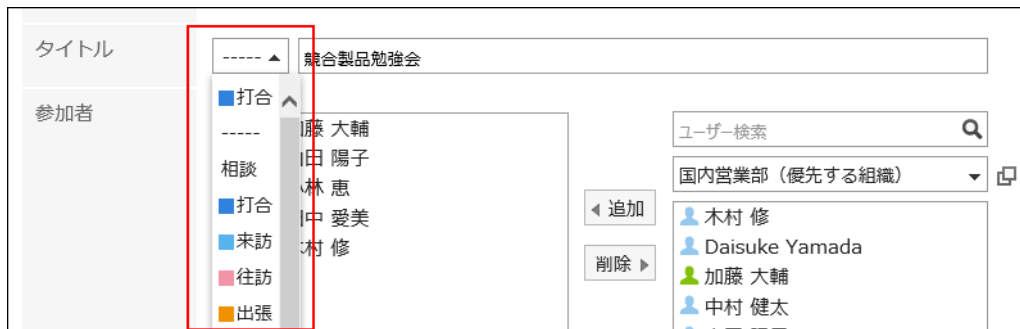 タイトル
----- 競合製品勉強会
参加者
打合
-----
相談
打合
来訪
往訪
出張
藤 大輔
田 陽子
林 恵
中 愛美
村 修
追加
削除
ユーザー検索
国内営業部（優先する組織）
木村 修
Daisuke Yamada
加藤 大輔
中村 健太